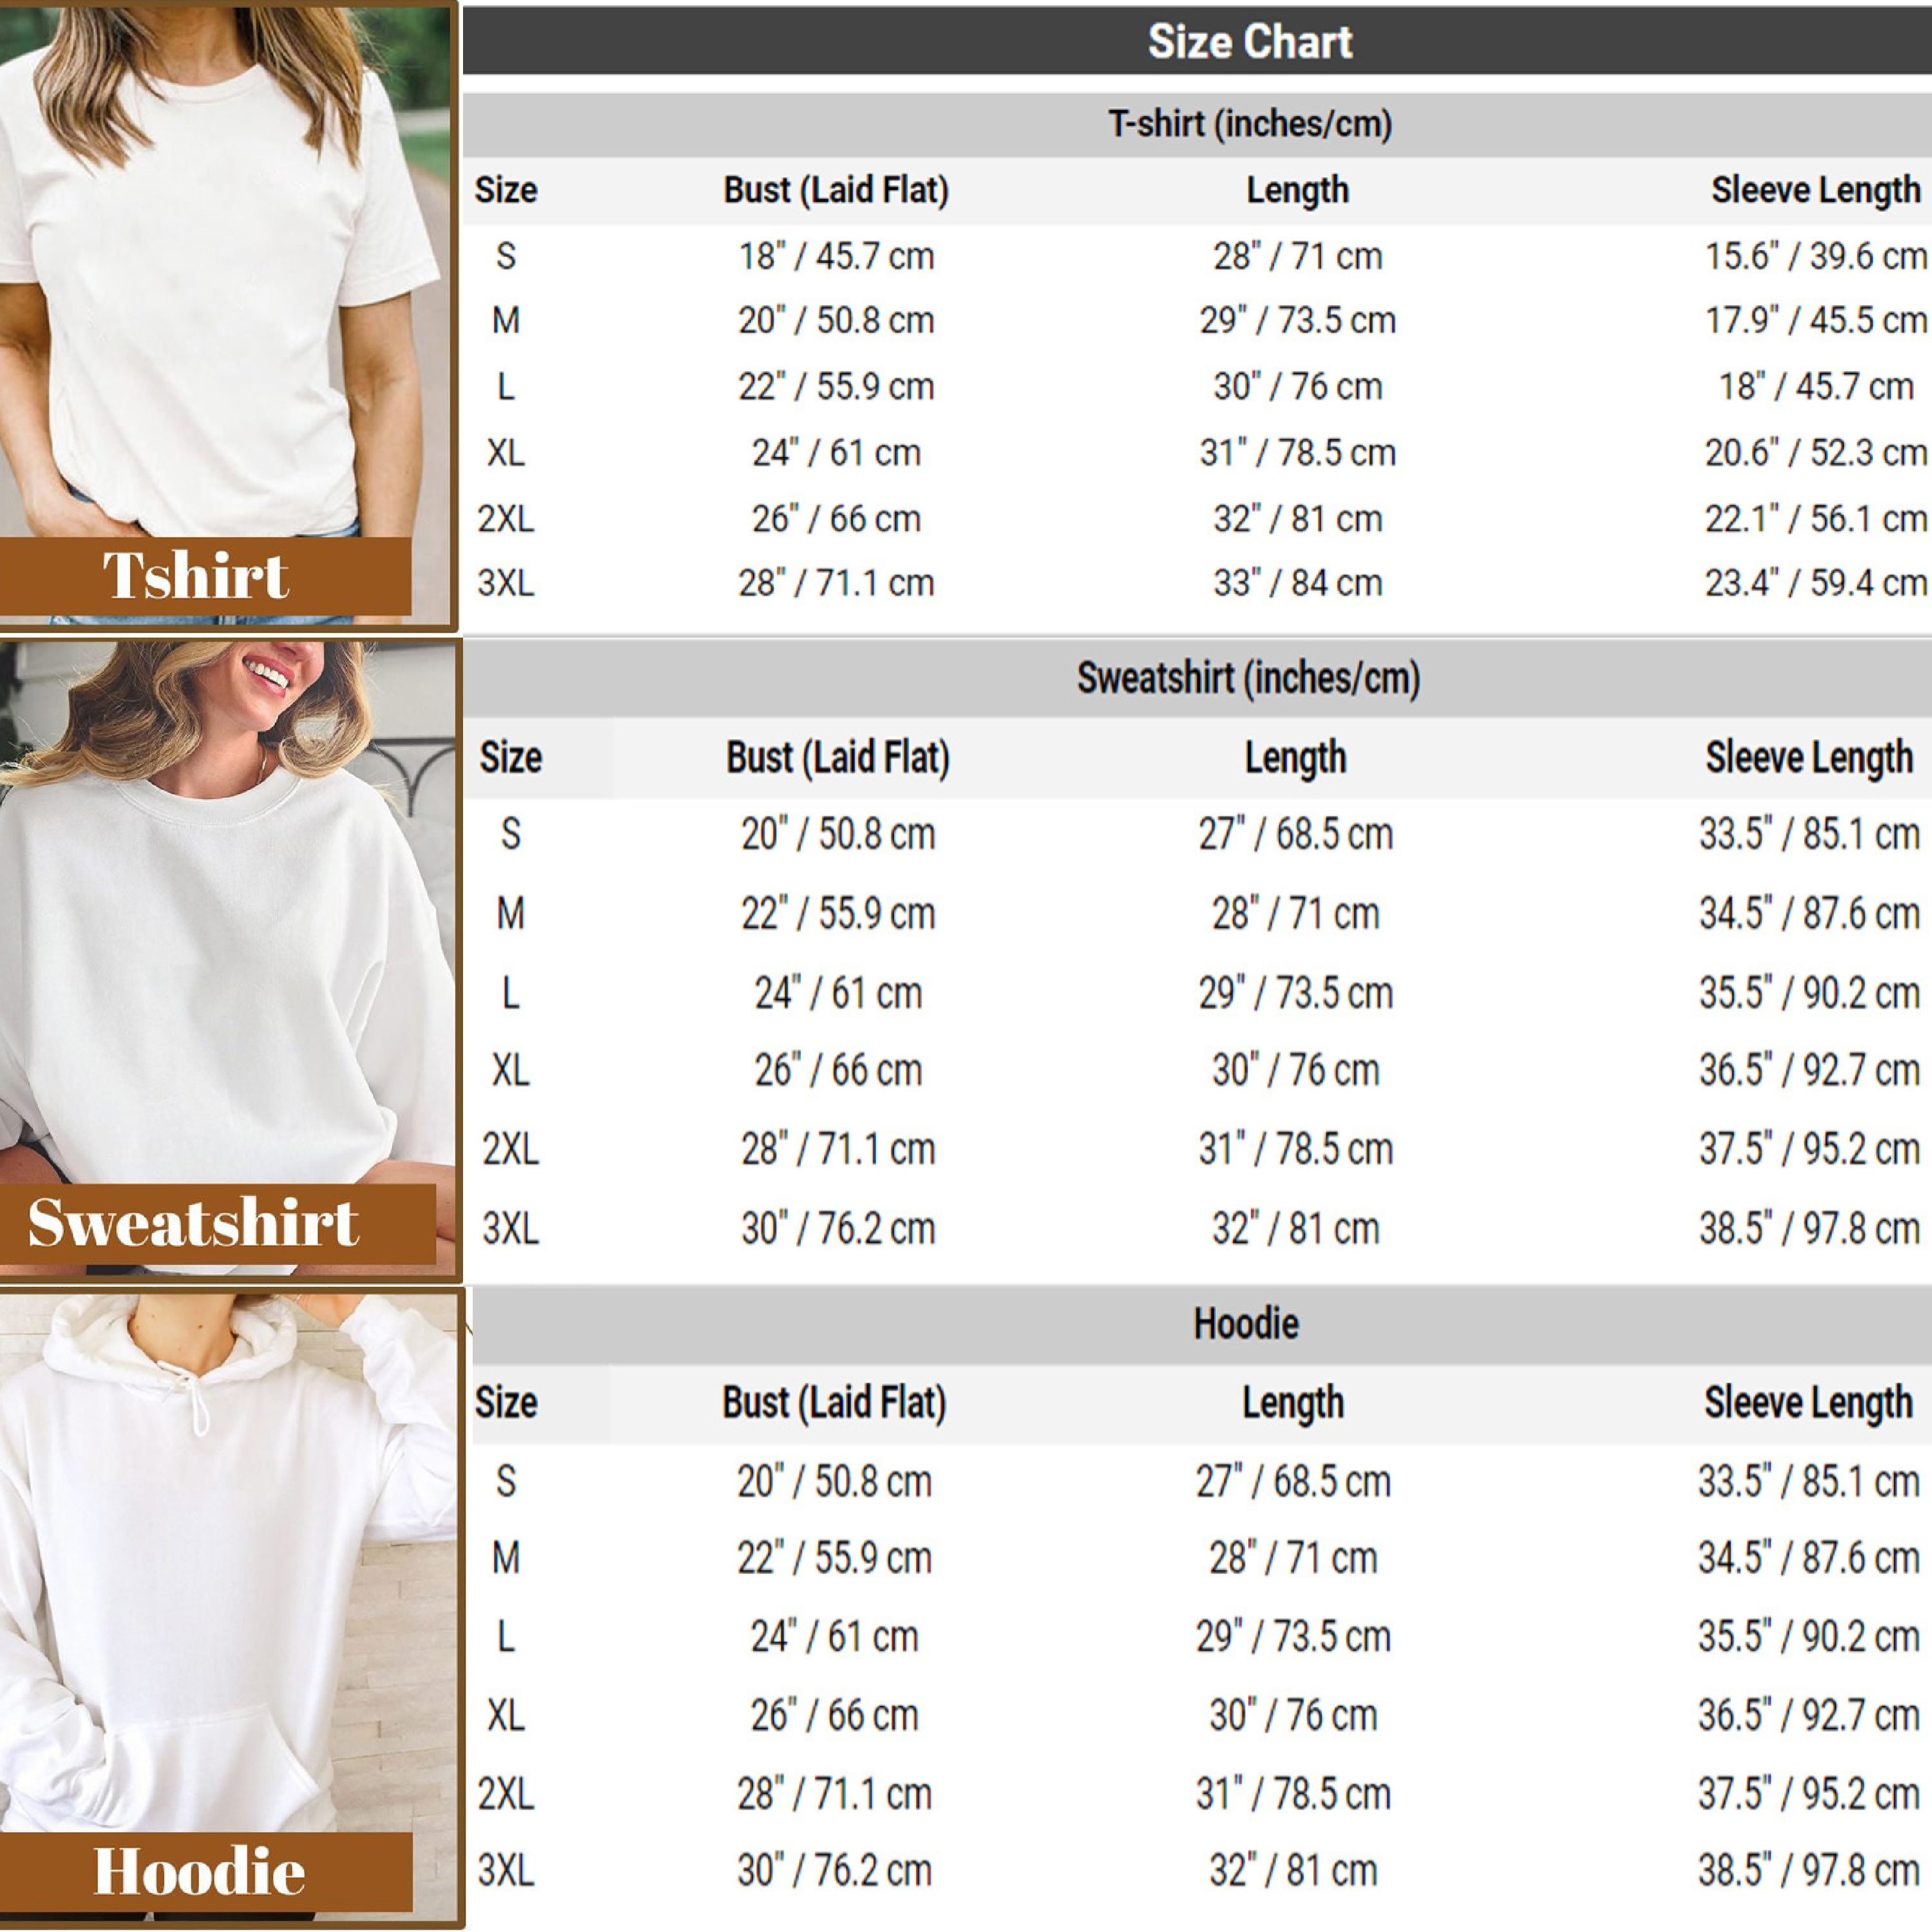 Size Chart
T-shirt (inches/cm)
Size Bust (Laid Flat) Length Sleeve Length
S 18" / 45.7 cm 28" / 71 cm 15.6" / 39.6 cm
M 20" / 50.8 cm 29" / 73.5 cm 17.9" / 45.5 cm
L 22" / 55.9 cm 30" / 76 cm 18" / 45.7 cm
XL 24" / 61 cm 31" / 78.5 cm 20.6" / 52.3 cm
2XL 26" / 66 cm 32" / 81 cm 22.1" / 56.1 cm
3XL 28" / 71.1 cm 33" / 84 cm 23.4" / 59.4 cm
Tshirt
Sweatshirt (inches/cm)
Size Bust (Laid Flat) Length Sleeve Length
S 20" / 50.8 cm 27" / 68.5 cm 33.5" / 85.1 cm
M 22" / 55.9 cm 28" / 71 cm 34.5" / 87.6 cm
L 24" / 61 cm 29" / 73.5 cm 35.5" / 90.2 cm
XL 26" / 66 cm 30" / 76 cm 36.5" / 92.7 cm
2XL 28" / 71.1 cm 31" / 78.5 cm 37.5" / 95.2 cm
3XL 30" / 76.2 cm 32" / 81 cm 38.5" / 97.8 cm
Sweatshirt
Hoodie
Size Bust (Laid Flat) Length Sleeve Length
S 20" / 50.8 cm 27" / 68.5 cm 33.5" / 85.1 cm
M 22" / 55.9 cm 28" / 71 cm 34.5" / 87.6 cm
L 24" / 61 cm 29" / 73.5 cm 35.5" / 90.2 cm
XL 26" / 66 cm 30" / 76 cm 36.5" / 92.7 cm
2XL 28" / 71.1 cm 31" / 78.5 cm 37.5" / 95.2 cm
3XL 30" / 76.2 cm 32" / 81 cm 38.5" / 97.8 cm
Hoodie